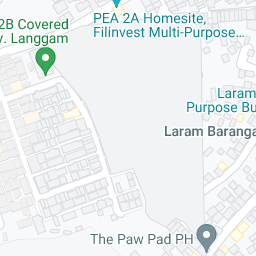 PEA 2A Homesite,
Filinvest Multi-Purpose...
2B Covered
y. Langgam
Laram
Purpose Bu
Laram Baranga
The Paw Pad PH